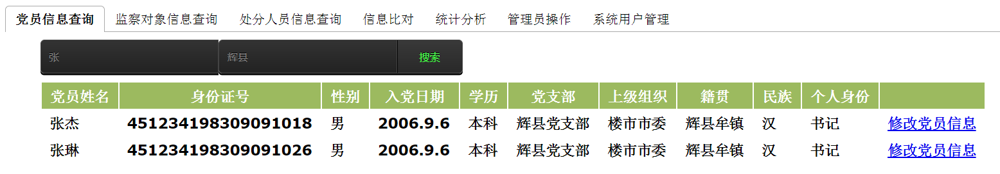 党员信息查询 监察对象信息查询 处分人员信息查询 信息比对 统计分析 管理员操作 系统用户管理
张 辉县 搜索
党员姓名 身份证号 性别 入党日期 学历 党支部 上级组织 籍贯 民族 个人身份
张杰 451234198309091018 男 2006.9.6 本科 辉县党支部 楼市市委 辉县牟镇 汉 书记 修改党员信息
张琳 451234198309091026 男 2006.9.6 本科 辉县党支部 楼市市委 辉县牟镇 汉 书记 修改党员信息